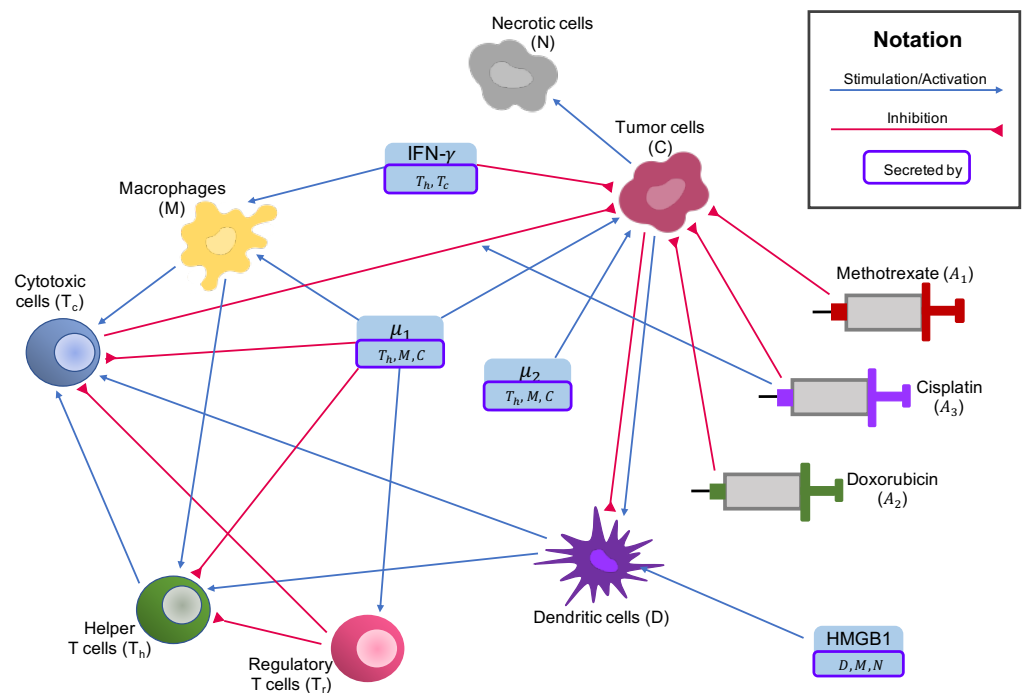 Necrotic cells
(N)
Notation
Stimulation/Activation
Inhibition
Secreted by
Tumor cells
(C)
IFN-γ
T_h, T_c
Macrophages
(M)
Cytotoxic
cells (T_c)
μ_1
T_h, M, C
μ_2
T_h, M, C
Methotrexate (A_1)
Cisplatin
(A_3)
Doxorubicin
(A_2)
Dendritic cells (D)
HMGB1
D, M, N
Helper
T cells (T_h)
Regulatory
T cells (T_r)